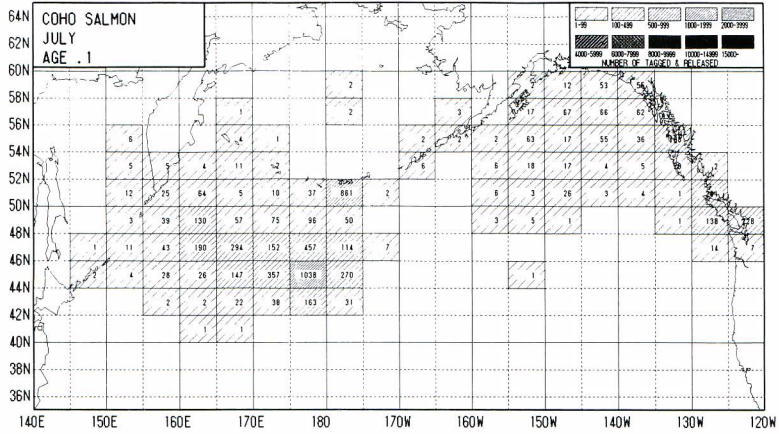 COHO SALMON
JULY
AGE .1
1-99 100-499 500-999 1000-1999 2000-3999
4000-5999 6000-7999 8000-9999 10000-14999 15000-
NUMBER OF TAGGED & RELEASED
64N
62N
60N 2 12 53 56
58N 1 2 3 17 67 66 62
56N 6 4 1 2 2 2 63 17 55 36
54N 5 5 4 11 6 6 18 17 4 5 2
52N 12 25 64 5 10 37 861 2 6 3 26 3 4 1
50N 3 39 130 57 75 96 50 3 5 1 1 138
48N 1 11 43 190 294 152 457 114 7 14 7
46N 2 4 28 26 147 357 1038 270 1
44N 2 2 22 38 163 31
42N 1 1
40N
38N
36N
140E 150E 160E 170E 180 170W 160W 150W 140W 130W 120W